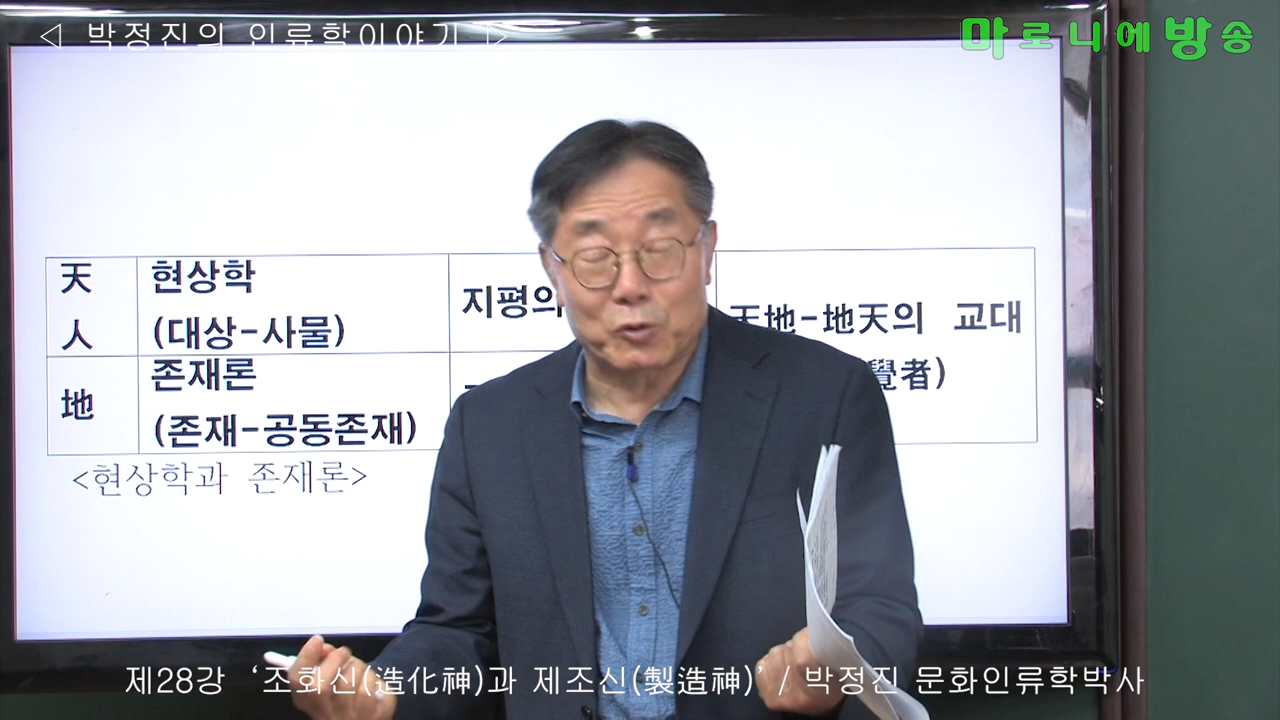 ◁ 박정진의 인류학이야기 ▷
마로니에방송
天
人
현상학
(대상-사물)
지평의
天地-地天의 교대
覺者)
地
존재론
(존재-공동존재)
<현상학과 존재론>
제28강 ‘조화신(造化神)과 제조신(製造神)’ / 박정진 문화인류학박사